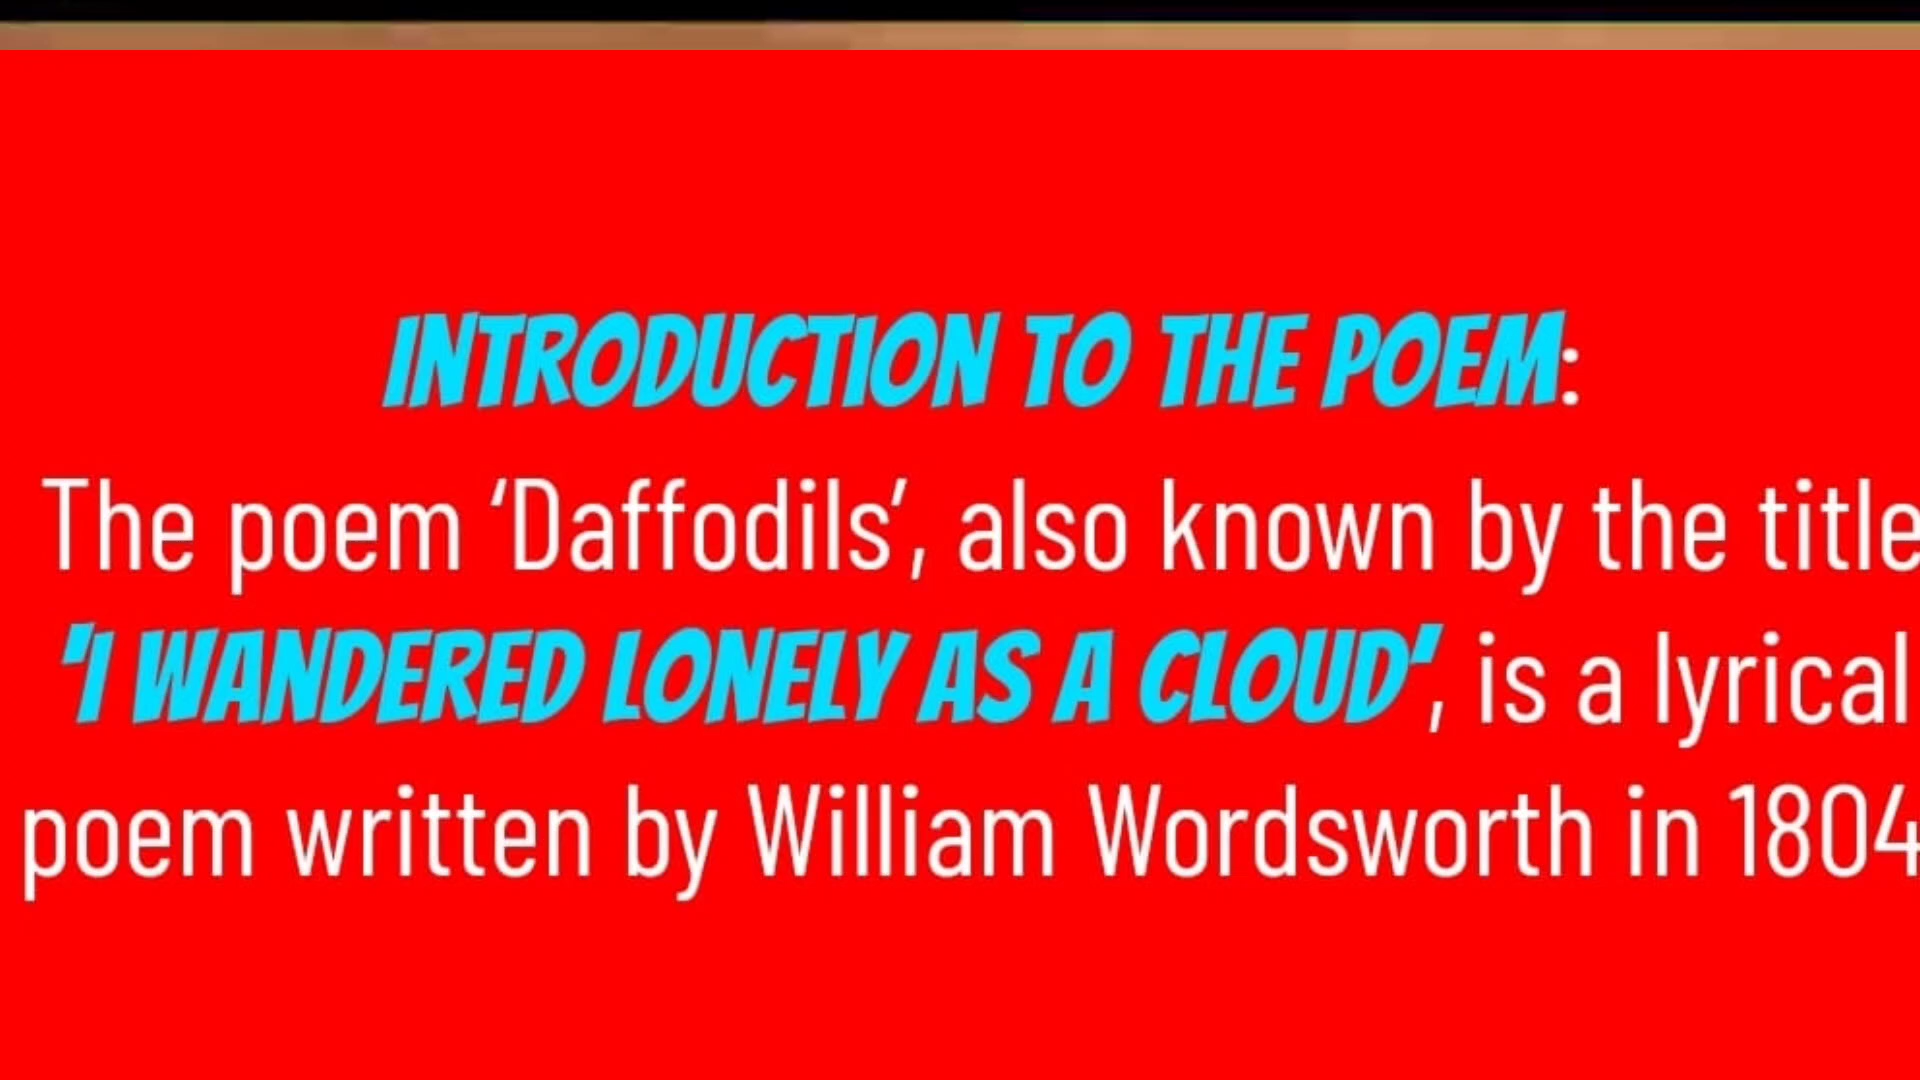 INTRODUCTION TO THE POEM:
The poem ‘Daffodils’, also known by the title
'I WANDERED LONELY AS A CLOUD', is a lyrical
poem written by William Wordsworth in 1804